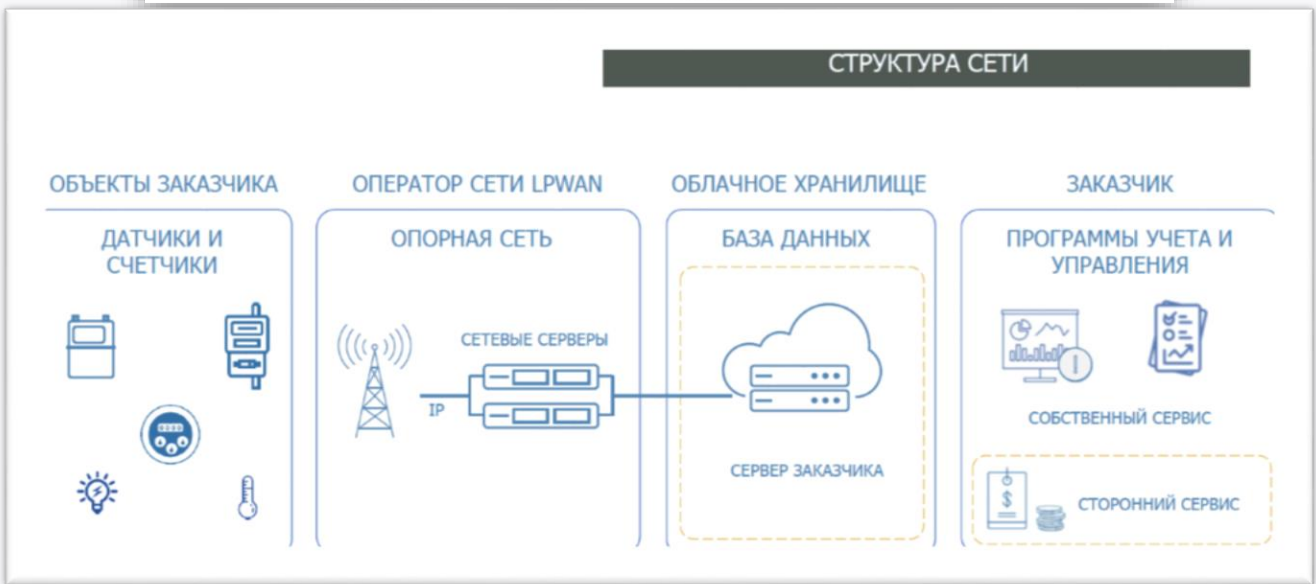 СТРУКТУРА СЕТИ
ОБЪЕКТЫ ЗАКАЗЧИКА
ДАТЧИКИ И
СЧЕТЧИКИ
ОПЕРАТОР СЕТИ LPWAN
ОПОРНАЯ СЕТЬ
СЕТЕВЫЕ СЕРВЕРЫ
IP
ОБЛАЧНОЕ ХРАНИЛИЩЕ
БАЗА ДАННЫХ
СЕРВЕР ЗАКАЗЧИКА
ЗАКАЗЧИК
ПРОГРАММЫ УЧЕТА И
УПРАВЛЕНИЯ
СОБСТВЕННЫЙ СЕРВИС
$
СТОРОННИЙ СЕРВИС